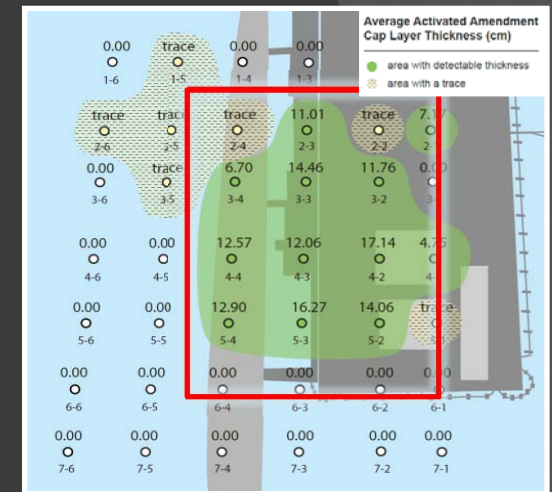 Average Activated Amendment
Cap Layer Thickness (cm)
area with detectable thickness
area with a trace
0.00 trace 0.00 0.00
1-6 1-5 1-4 1-3
trace trace trace 11.01 trace
2-6 2-5 2-4 2-3 2-2
0.00 trace 6.70 14.46 11.76
3-6 3-5 3-4 3-3 3-2
0.00 0.00 12.57 12.06 17.14
4-6 4-5 4-4 4-3 4-2
0.00 0.00 12.90 16.27 14.06 trace
5-6 5-5 5-4 5-3 5-2
0.00 0.00 0.00 0.00 0.00 0.00
6-6 6-5 6-4 6-3 6-2 6-1
0.00 0.00 0.00 0.00 0.00 0.00
7-6 7-5 7-4 7-3 7-2 7-1